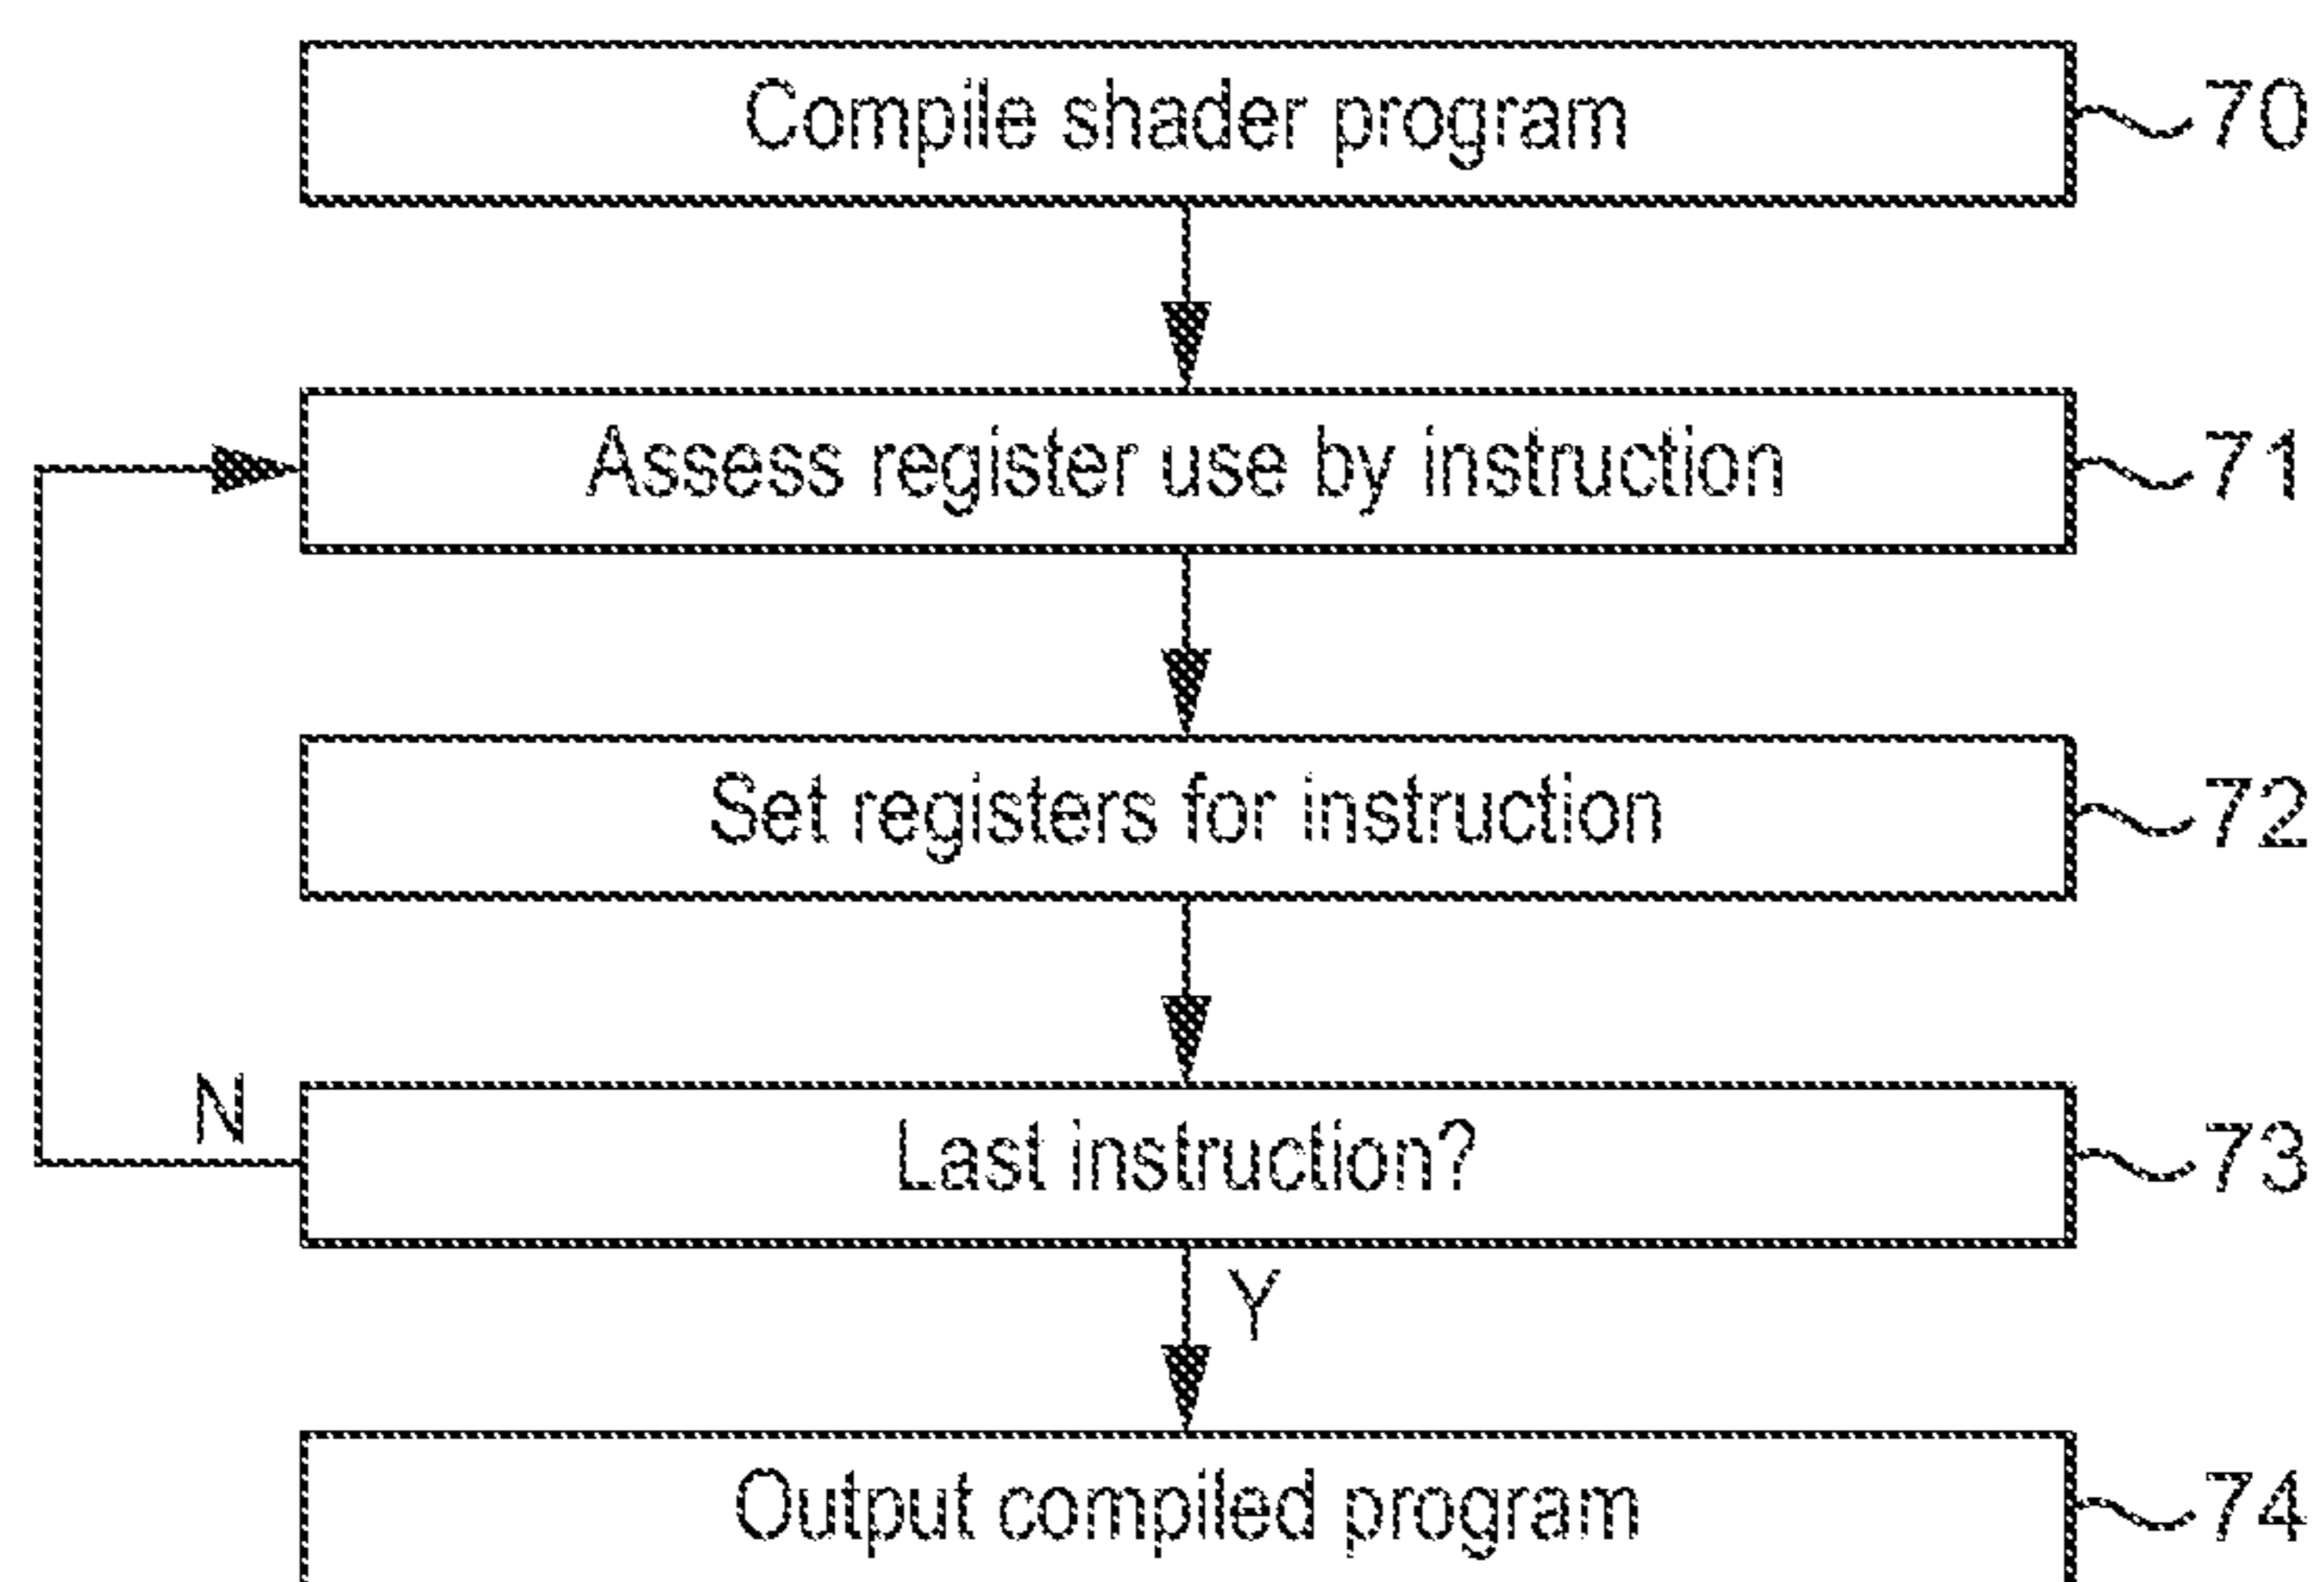 Compile shader program 70
Assess register use by instruction 71
Set registers for instruction 72
N
Last instruction? 73
Y
Output compiled program 74